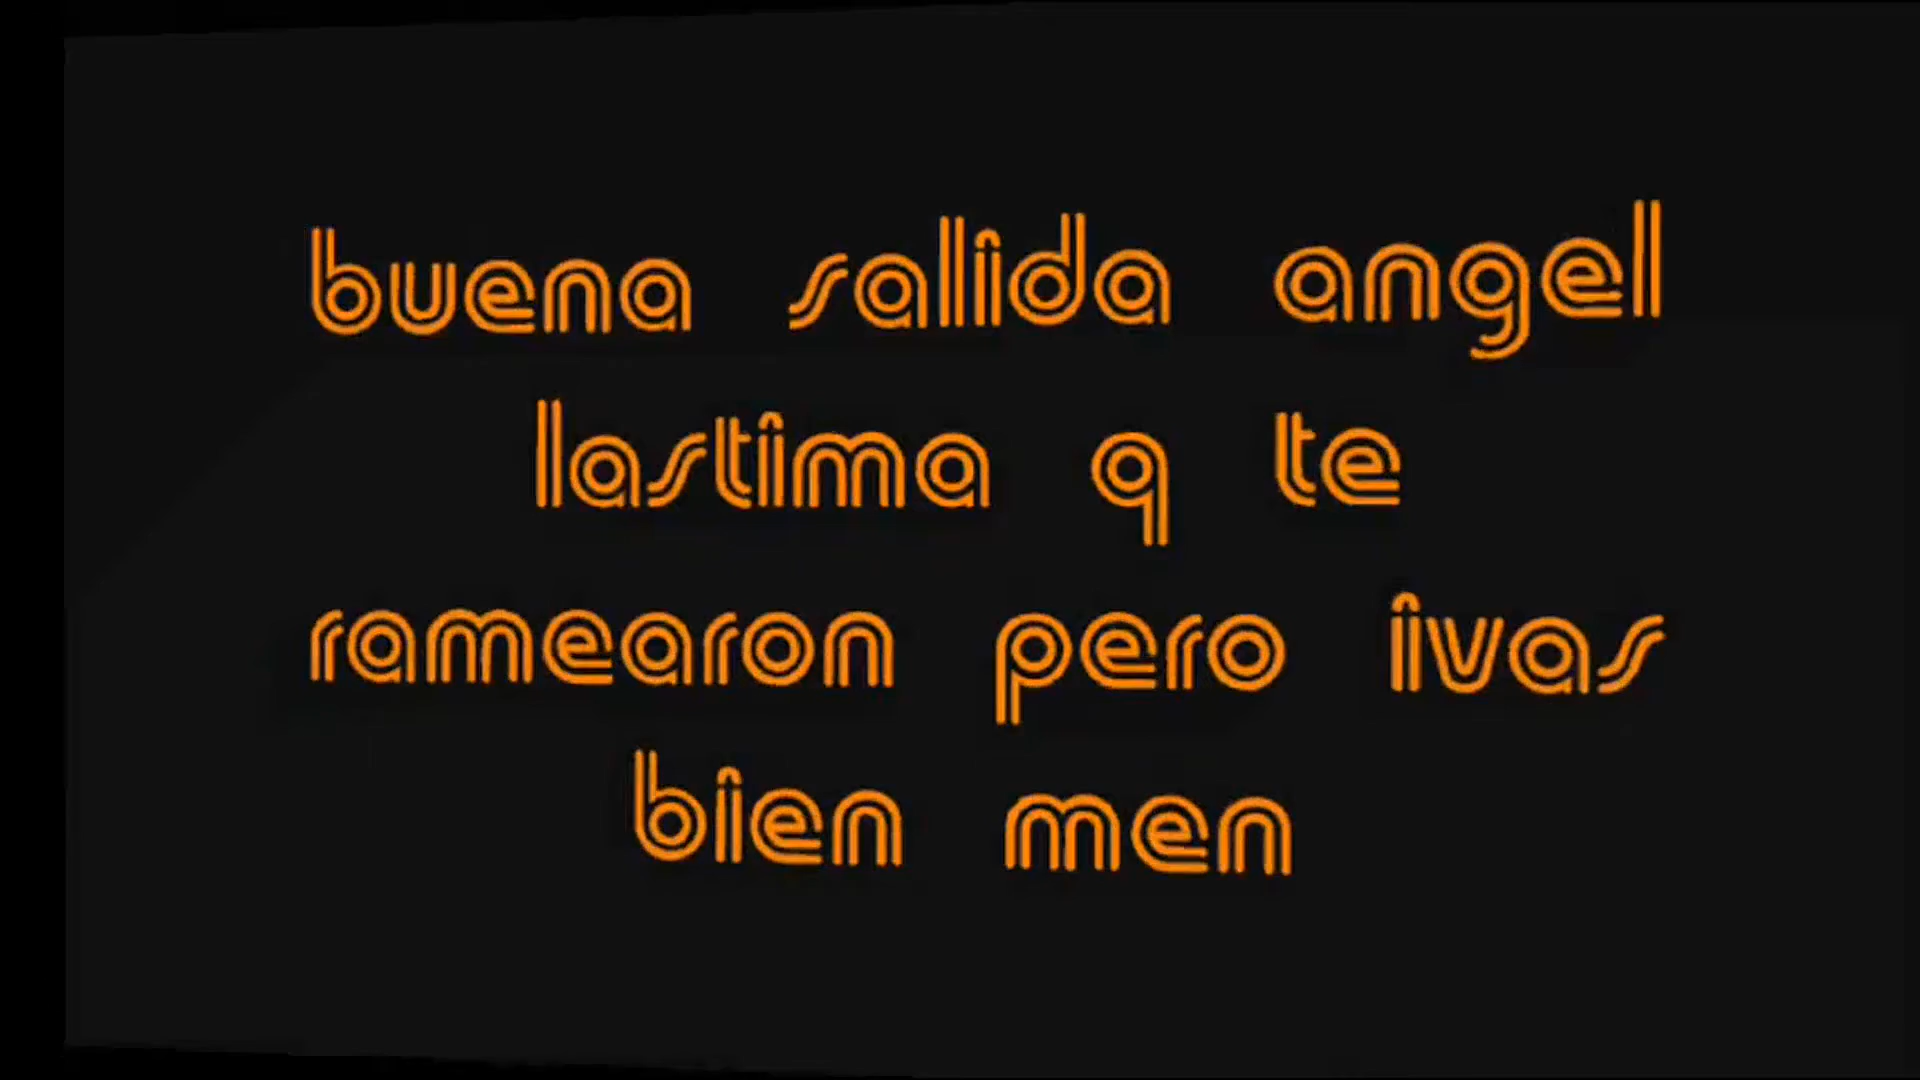 buena salida angel
lastima q te
ramearon pero ivas
bien men